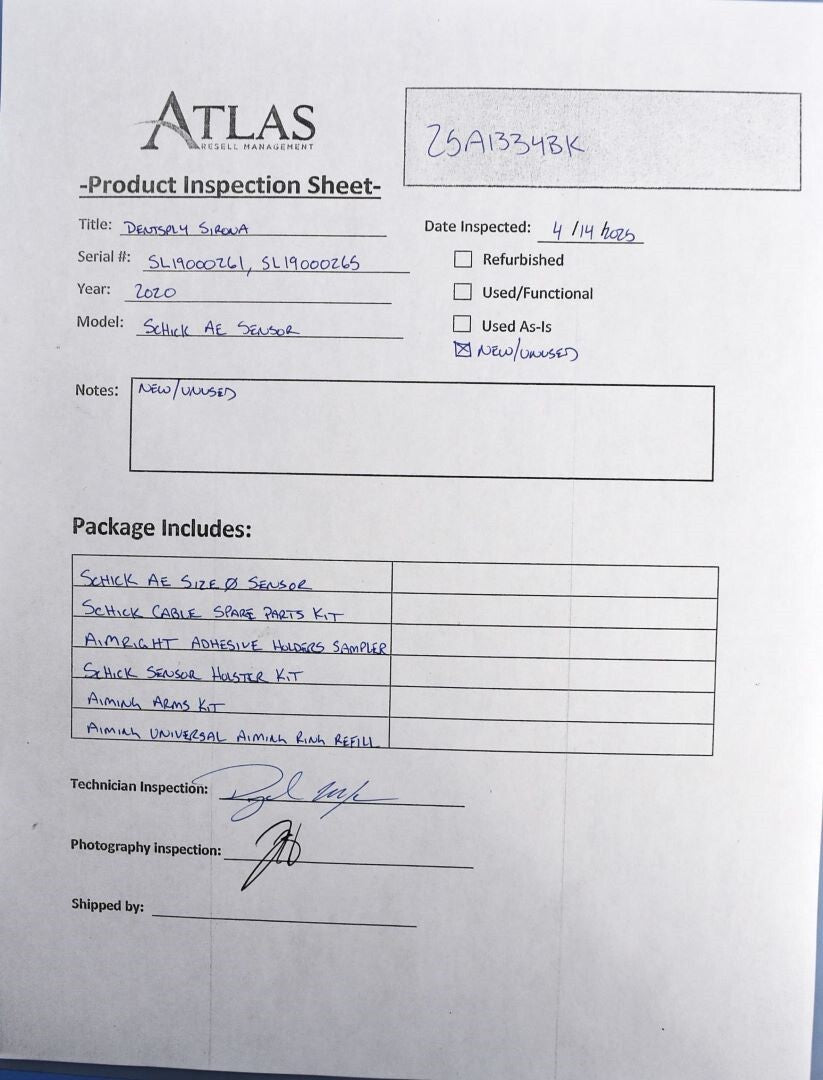 ATLAS
RESELL MANAGEMENT
25A1334BK
-Product Inspection Sheet-
Title: DENTSPLY SIRONA
Date Inspected: 4/14/2025
Serial #: SL19000261, SL19000265
Refurbished
Year: 2020
Used/Functional
Model: SCHICK AE SENSOR
Used As-Is
NEW/UNUSED
Notes: NEW/UNUSED
Package Includes:
SCHICK AE SIZE Ø SENSOR
SCHICK CABLE SPARE PARTS KIT
AIMRIGHT ADHESIVE HOLDERS SAMPLER
SCHICK SENSOR HOLSTER KIT
AIMING ARMS KIT
AIMING UNIVERSAL AIMING RING REFILL
Technician Inspection:
Photography inspection:
Shipped by: